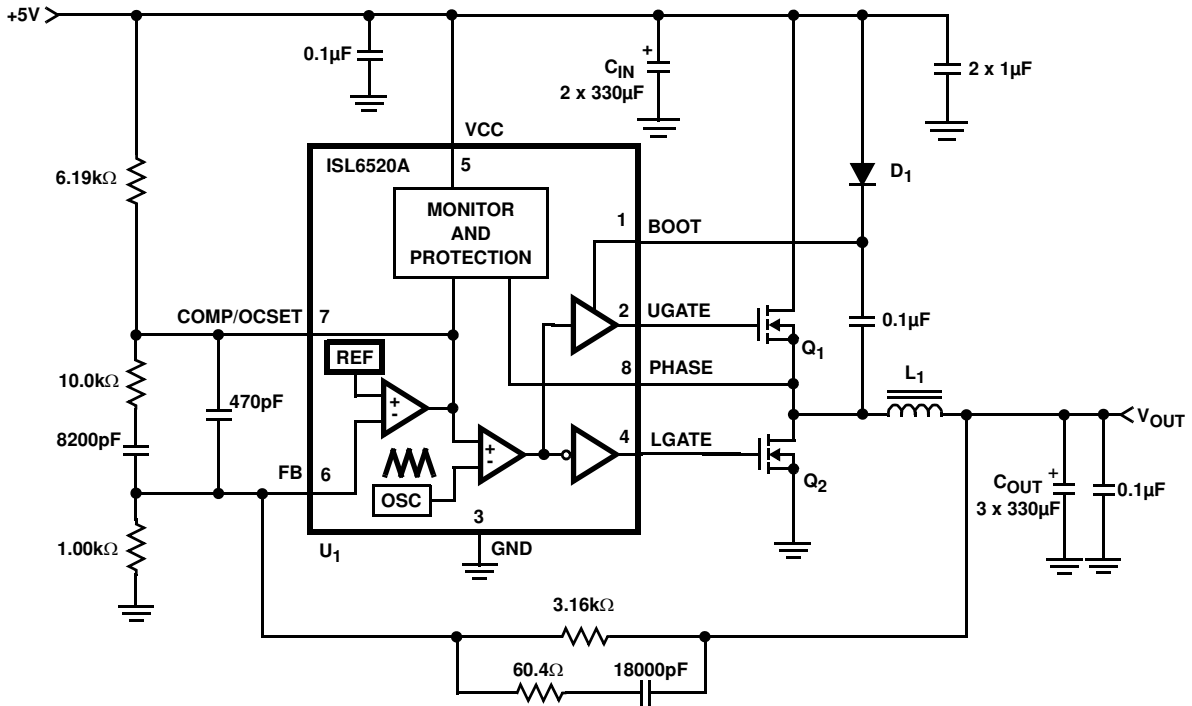 +5V
0.1µF
C_IN
2 x 330µF
2 x 1µF
VCC
ISL6520A
5
6.19kΩ
D1
MONITOR
AND
PROTECTION
1
BOOT
COMP/OCSET
7
2
UGATE
0.1µF
Q1
REF
8
PHASE
10.0kΩ
L1
470pF
+
-
8200pF
+
-
4
LGATE
VOUT
FB
6
OSC
Q2
COUT
+
3 x 330µF
0.1µF
3
1.00kΩ
U1
GND
3.16kΩ
60.4Ω
18000pF
+